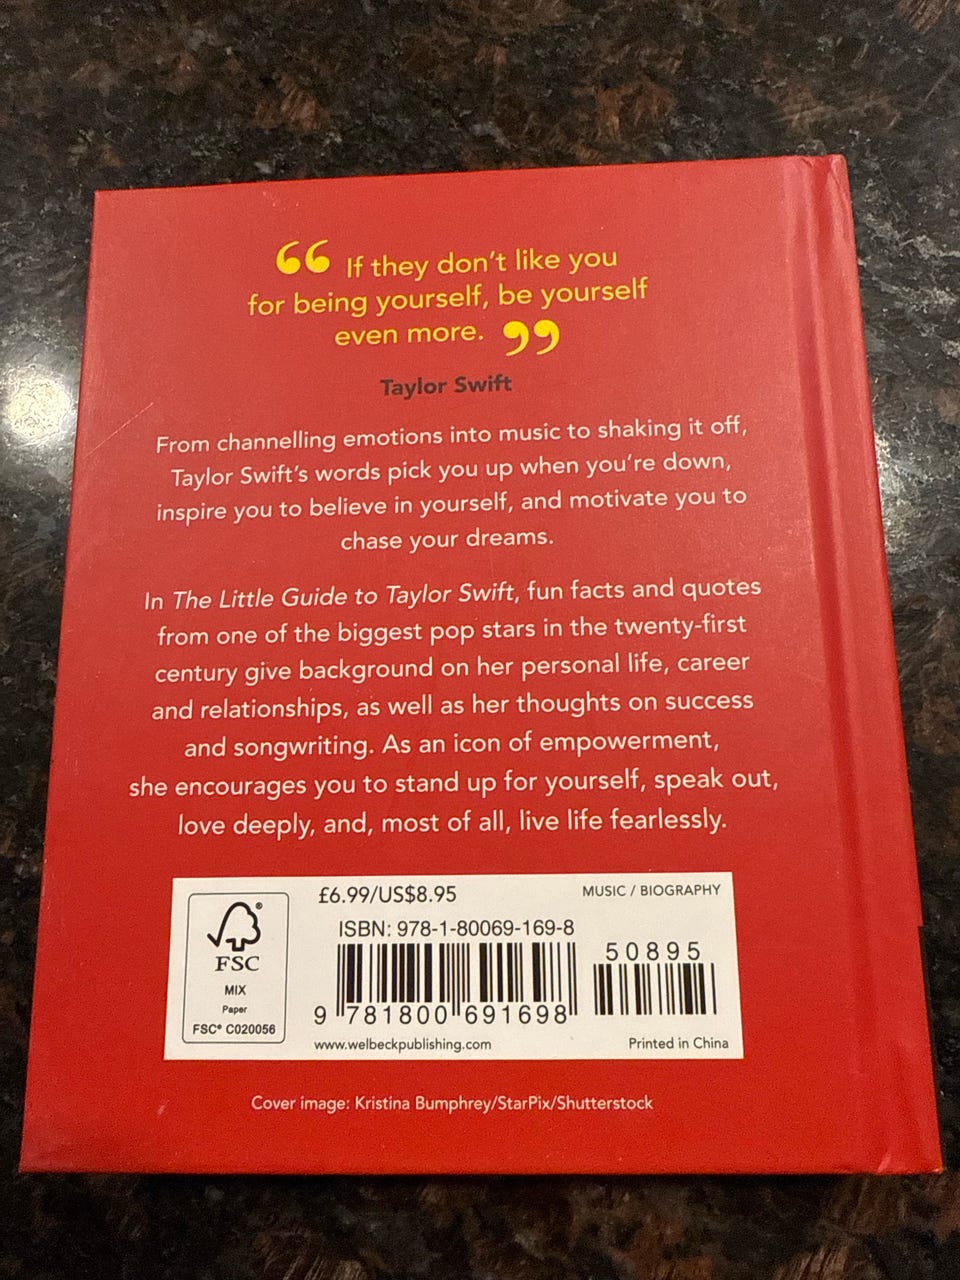 “ If they don't like you
for being yourself, be yourself
even more. ”
Taylor Swift
From channelling emotions into music to shaking it off,
Taylor Swift's words pick you up when you're down,
inspire you to believe in yourself, and motivate you to
chase your dreams.
In The Little Guide to Taylor Swift, fun facts and quotes
from one of the biggest pop stars in the twenty-first
century give background on her personal life, career
and relationships, as well as her thoughts on success
and songwriting. As an icon of empowerment,
she encourages you to stand up for yourself, speak out,
love deeply, and, most of all, live life fearlessly.
£6.99/US$8.95
MUSIC / BIOGRAPHY
ISBN: 978-1-80069-169-8
50895
9 781800 691698
www.welbeckpublishing.com
Printed in China
®
FSC
MIX
Paper
FSC® C020056
Cover image: Kristina Bumphrey/StarPix/Shutterstock